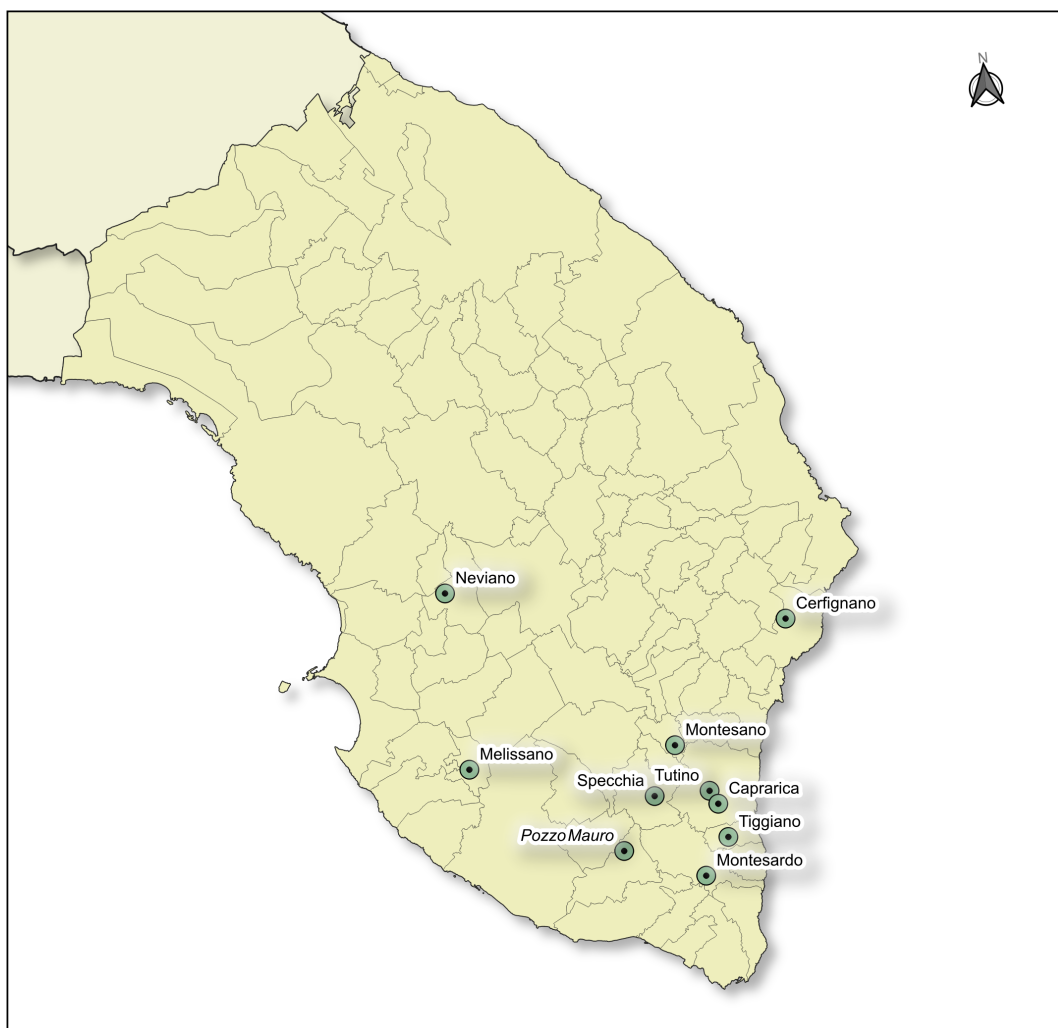 N
Neviano
Cerfignano
Montesano
Melissano
Specchia
Tutino
Caprarica
Tiggiano
Pozzo Mauro
Montesardo